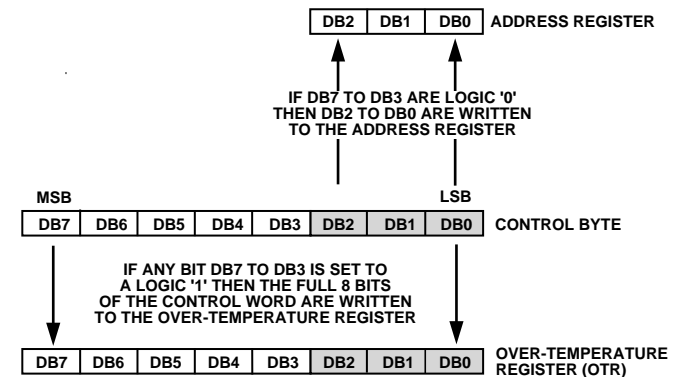 DB2 DB1 DB0 ADDRESS REGISTER
IF DB7 TO DB3 ARE LOGIC '0'
THEN DB2 TO DB0 ARE WRITTEN
TO THE ADDRESS REGISTER
MSB LSB
DB7 DB6 DB5 DB4 DB3 DB2 DB1 DB0 CONTROL BYTE
IF ANY BIT DB7 TO DB3 IS SET TO
A LOGIC '1' THEN THE FULL 8 BITS
OF THE CONTROL WORD ARE WRITTEN
TO THE OVER-TEMPERATURE REGISTER
DB7 DB6 DB5 DB4 DB3 DB2 DB1 DB0 OVER-TEMPERATURE
REGISTER (OTR)